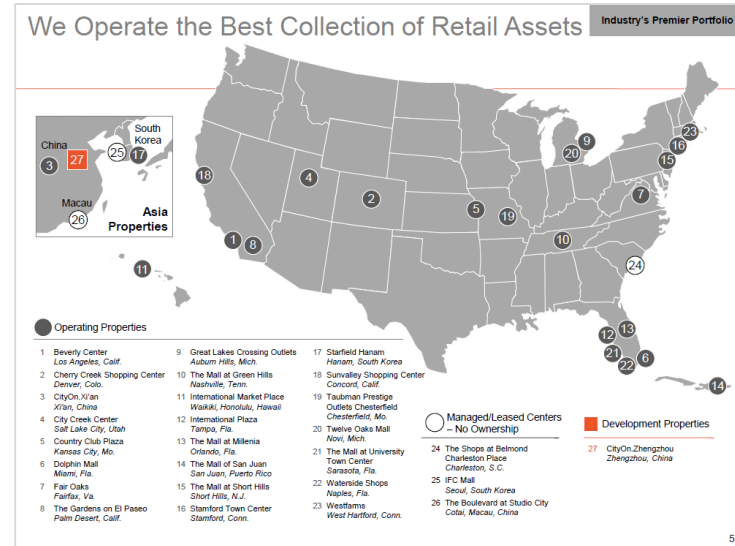 We Operate the Best Collection of Retail Assets
Industry's Premier Portfolio
China
South
Korea
3
27
25
17
Macau
26
Asia
Properties
18
4
2
1
8
11
5
19
10
20
9
23
16
15
7
24
13
12
21
22
6
14
Operating Properties
1 Beverly Center
Los Angeles, Calif.
2 Cherry Creek Shopping Center
Denver, Colo.
3 CityOn.Xi'an
Xi'an, China
4 City Creek Center
Salt Lake City, Utah
5 Country Club Plaza
Kansas City, Mo.
6 Dolphin Mall
Miami, Fla.
7 Fair Oaks
Fairfax, Va.
8 The Gardens on El Paseo
Palm Desert, Calif.
9 Great Lakes Crossing Outlets
Auburn Hills, Mich.
10 The Mall at Green Hills
Nashville, Tenn.
11 International Market Place
Waikiki, Honolulu, Hawaii
12 International Plaza
Tampa, Fla.
13 The Mall at Millenia
Orlando, Fla.
14 The Mall of San Juan
San Juan, Puerto Rico
15 The Mall at Short Hills
Short Hills, N.J.
16 Stamford Town Center
Stamford, Conn.
17 Starfield Hanam
Hanam, South Korea
18 Sunvalley Shopping Center
Concord, Calif.
19 Taubman Prestige
Outlets Chesterfield
Chesterfield, Mo.
20 Twelve Oaks Mall
Novi, Mich.
21 The Mall at University
Town Center
Sarasota, Fla.
22 Waterside Shops
Naples, Fla.
23 Westfarms
West Hartford, Conn.
Managed/Leased Centers
– No Ownership
24 The Shops at Belmond
Charleston Place
Charleston, S.C.
25 IFC Mall
Seoul, South Korea
26 The Boulevard at Studio City
Cotai, Macau, China
Development Properties
27 CityOn.Zhengzhou
Zhengzhou, China
5